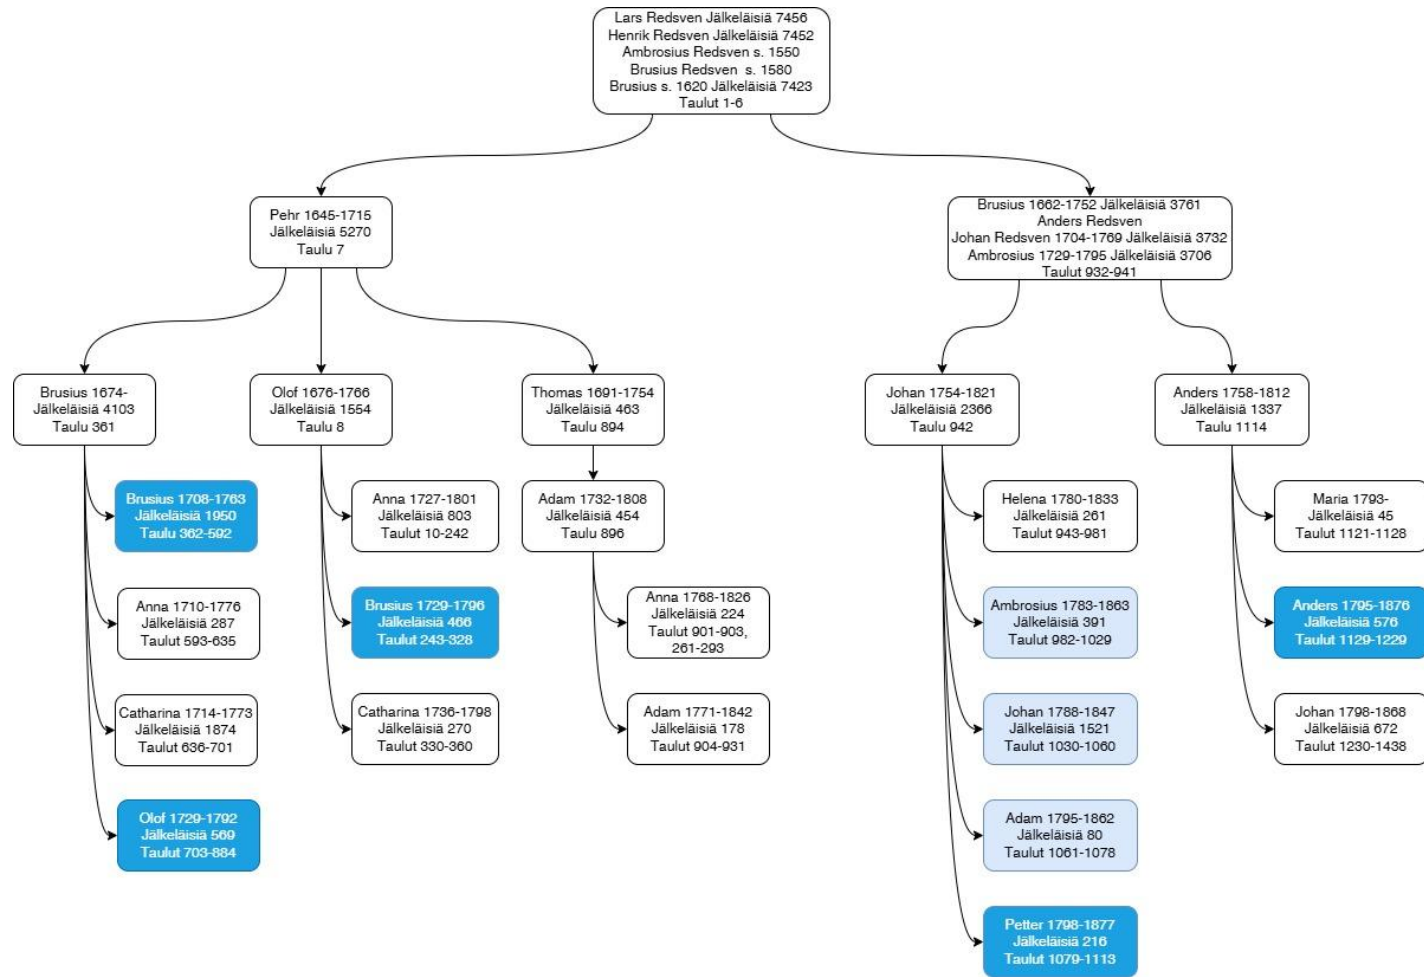 Lars Redsven Jälkeläisiä 7456
Henrik Redsven Jälkeläisiä 7452
Ambrosius Redsven s. 1550
Brusius Redsven  s. 1580
Brusius s. 1620 Jälkeläisiä 7423
Taulut 1-6
Pehr 1645-1715
Jälkeläisiä 5270
Taulu 7
Brusius 1662-1752 Jälkeläisiä 3761
Anders Redsven
Johan Redsven 1704-1769 Jälkeläisiä 3732
Ambrosius 1729-1795 Jälkeläisiä 3706
Taulut 932-941
Brusius 1674-
Jälkeläisiä 4103
Taulu 361
Olof 1676-1766
Jälkeläisiä 1554
Taulu 8
Thomas 1691-1754
Jälkeläisiä 463
Taulu 894
Johan 1754-1821
Jälkeläisiä 2366
Taulu 942
Anders 1758-1812
Jälkeläisiä 1337
Taulu 1114
Brusius 1708-1763
Jälkeläisiä 1950
Taulu 362-592
Anna 1727-1801
Jälkeläisiä 803
Taulut 10-242
Adam 1732-1808
Jälkeläisiä 454
Taulu 896
Helena 1780-1833
Jälkeläisiä 261
Taulut 943-981
Maria 1793-
Jälkeläisiä 45
Taulut 1121-1128
Anna 1710-1776
Jälkeläisiä 287
Taulut 593-635
Brusius 1729-1796
Jälkeläisiä 466
Taulut 243-328
Anna 1768-1826
Jälkeläisiä 224
Taulut 901-903,
261-293
Ambrosius 1783-1863
Jälkeläisiä 391
Taulut 982-1029
Anders 1795-1876
Jälkeläisiä 576
Taulut 1129-1229
Catharina 1714-1773
Jälkeläisiä 1874
Taulut 636-701
Catharina 1736-1798
Jälkeläisiä 270
Taulut 330-360
Adam 1771-1842
Jälkeläisiä 178
Taulut 904-931
Johan 1788-1847
Jälkeläisiä 1521
Taulut 1030-1060
Johan 1798-1868
Jälkeläisiä 672
Taulut 1230-1438
Olof 1729-1792
Jälkeläisiä 569
Taulut 703-884
Adam 1795-1862
Jälkeläisiä 80
Taulut 1061-1078
Petter 1798-1877
Jälkeläisiä 216
Taulut 1079-1113